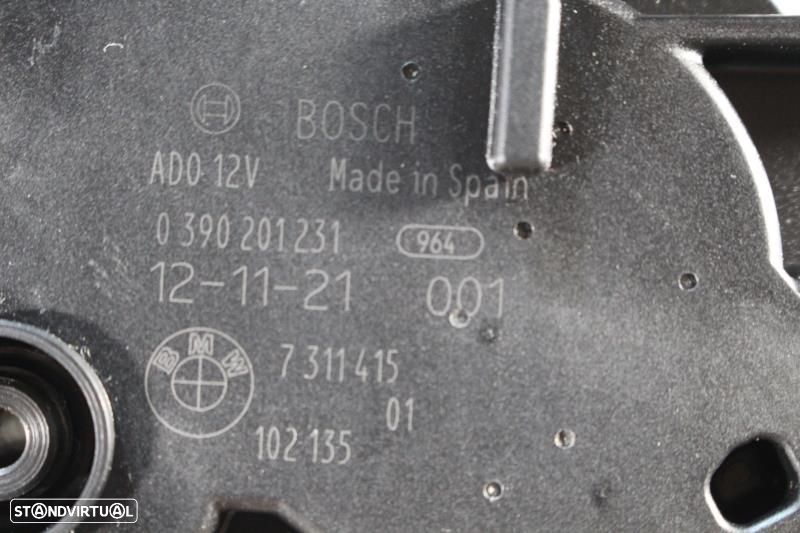 BOSCH
AD0 12V Made in Spain
0 390 201 231 964
12-11-21 001
BMW
7 311 415
01
102 135
STANDVIRTUAL